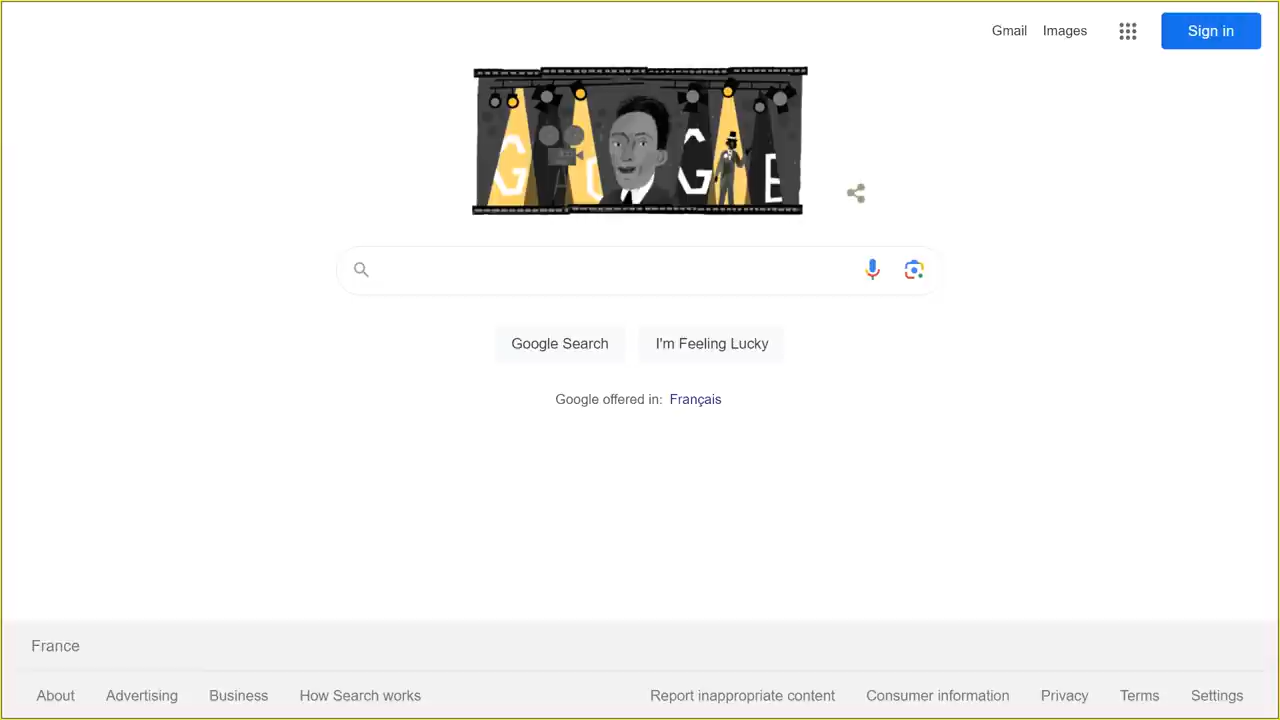 Gmail Images Sign in
Google Search I'm Feeling Lucky
Google offered in: Français
France
About Advertising Business How Search works Report inappropriate content Consumer information Privacy Terms Settings